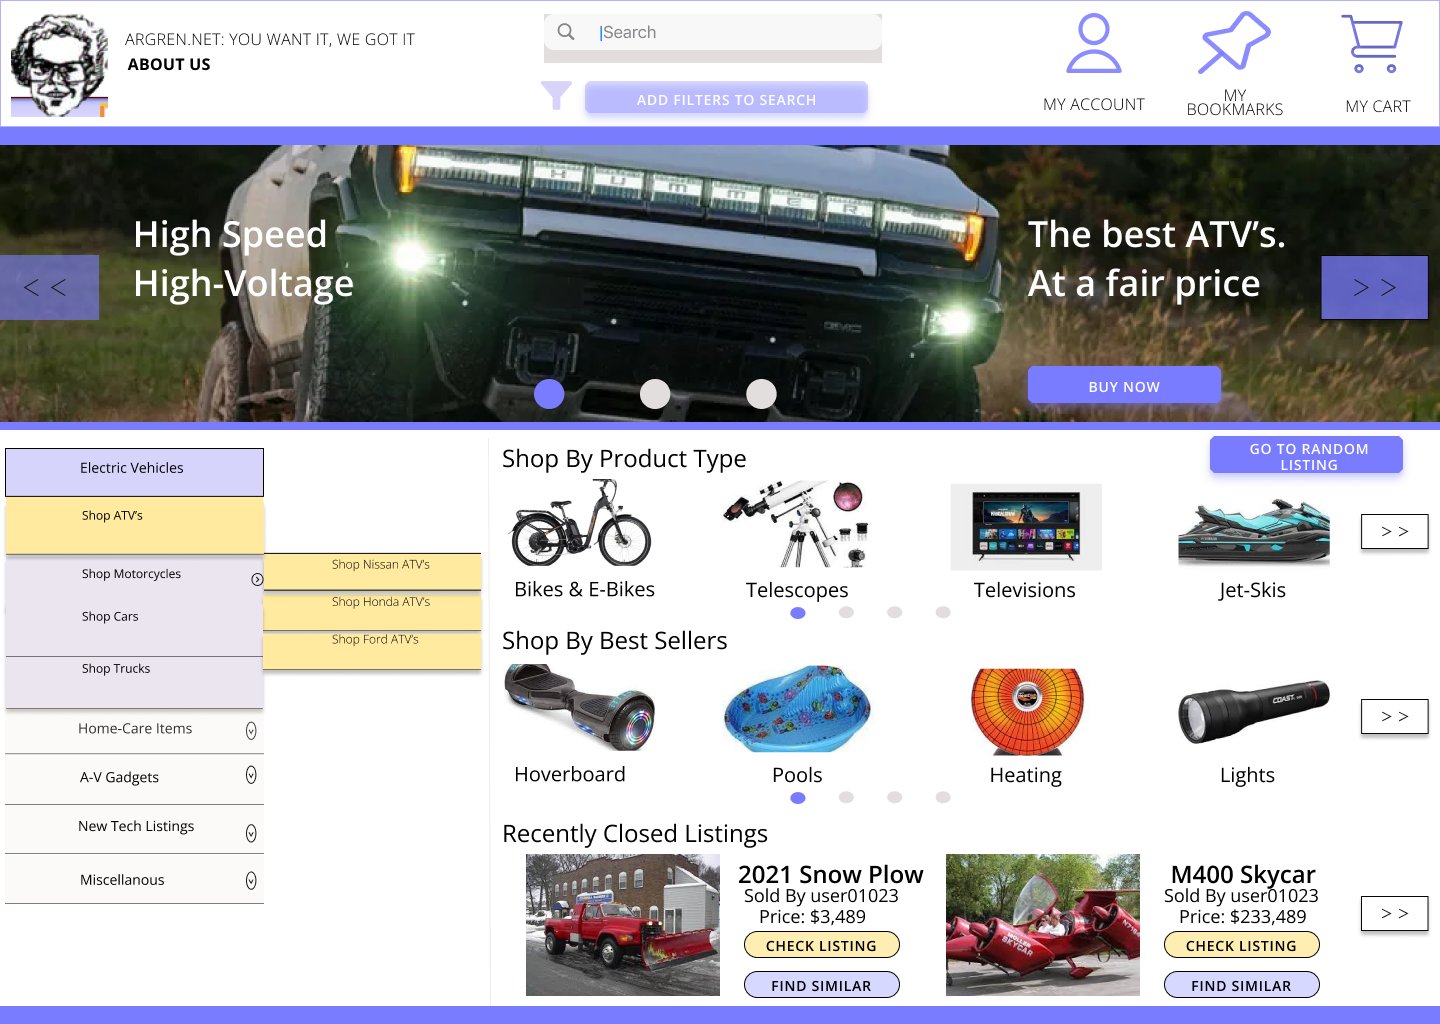 ARGREN.NET: YOU WANT IT, WE GOT IT
ABOUT US
Search
ADD FILTERS TO SEARCH
MY ACCOUNT
MY
BOOKMARKS
MY CART
HUMMER
High Speed
High-Voltage
The best ATV's.
At a fair price
< <
> >
GMC
BUY NOW
Electric Vehicles
Shop ATV's
Shop Motorcycles
Shop Cars
Shop Trucks
Shop Nissan ATV's
Shop Honda ATV's
Shop Ford ATV's
Home-Care Items
A-V Gadgets
New Tech Listings
Miscellanous
Shop By Product Type
GO TO RANDOM
LISTING
Bikes & E-Bikes
Telescopes
Televisions
Jet-Skis
> >
Shop By Best Sellers
COAST
Hoverboard
Pools
Heating
Lights
> >
Recently Closed Listings
2021 Snow Plow
Sold By user01023
Price: $3,489
CHECK LISTING
FIND SIMILAR
MOLLER
SKYCAR
M400 Skycar
Sold By user01023
Price: $233,489
CHECK LISTING
FIND SIMILAR
> >